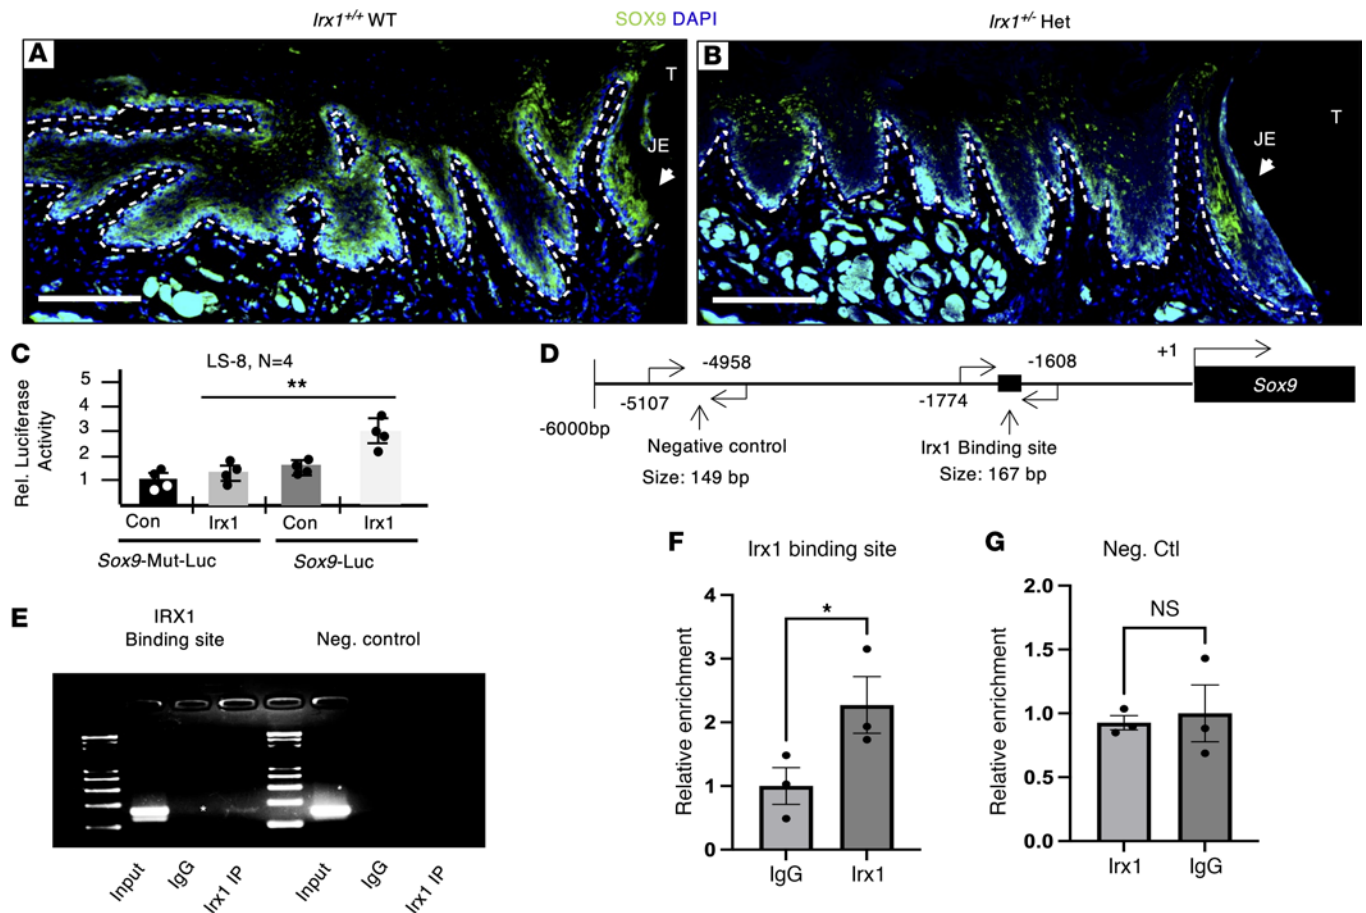 Irx1+/+ WT
SOX9 DAPI
Irx1+/- Het
A
T
JE
B
T
JE
C
LS-8, N=4
**
Rel. Luciferase
Activity
5
4
3
2
1
Con
Irx1
Con
Irx1
Sox9-Mut-Luc
Sox9-Luc
D
-6000bp
-5107
-4958
Negative control
Size: 149 bp
-1774
-1608
Irx1 Binding site
Size: 167 bp
+1
Sox9
E
IRX1
Binding site
Neg. control
*
Input
IgG
Irx1 IP
Input
IgG
Irx1 IP
F
Irx1 binding site
*
Relative enrichment
4
3
2
1
0
IgG
Irx1
G
Neg. Ctl
NS
Relative enrichment
2.0
1.5
1.0
0.5
0.0
Irx1
IgG